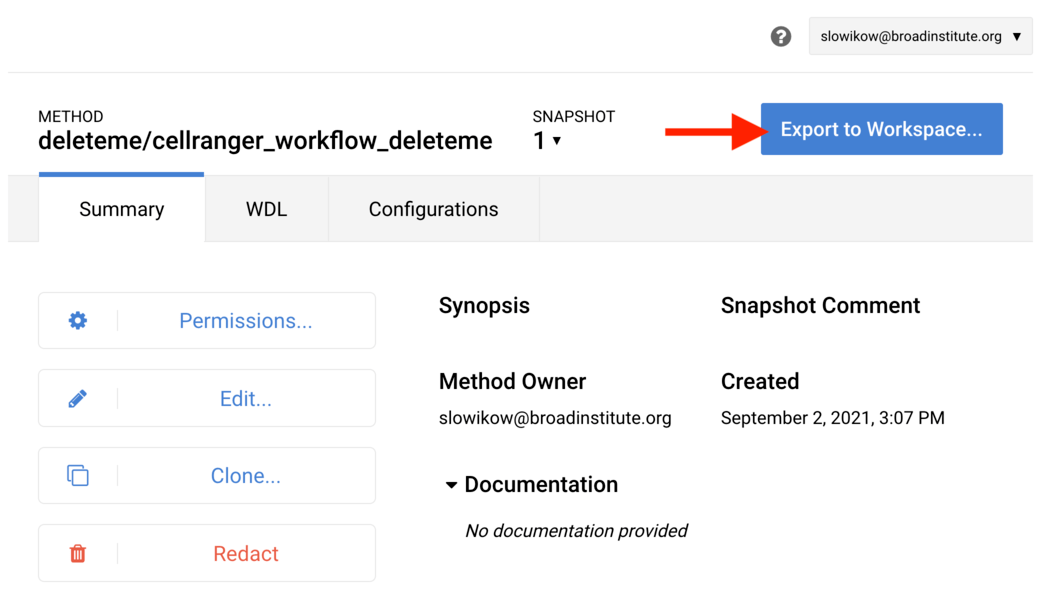 slowikow@broadinstitute.org ▼
METHOD
deleteme/cellranger_workflow_deleteme
SNAPSHOT
1 ▼
Export to Workspace...
Summary
WDL
Configurations
Permissions...
Edit...
Clone...
Redact
Synopsis
Snapshot Comment
Method Owner
slowikow@broadinstitute.org
Created
September 2, 2021, 3:07 PM
Documentation
No documentation provided